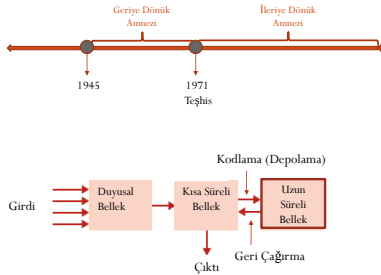 Geriye Dönük
Amnezi
İleriye Dönük
Amnezi
1945
1971
Teşhis
Kodlama (Depolama)
Girdi
Duyusal
Bellek
Kısa Süreli
Bellek
Uzun
Süreli
Bellek
Geri Çağırma
Çıktı